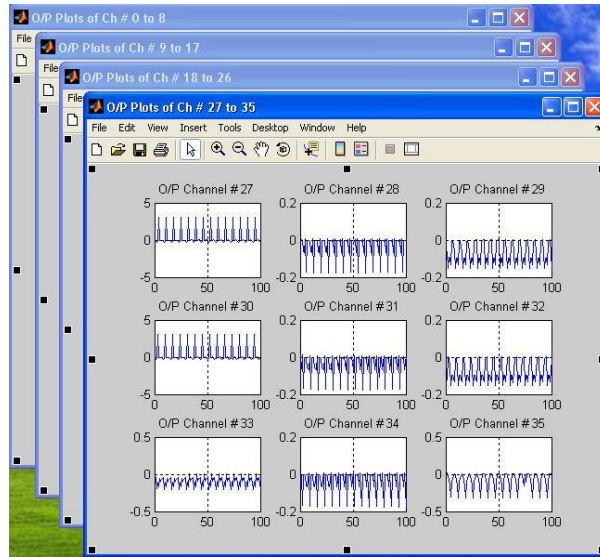 O/P Plots of Ch # 0 to 8
File
O/P Plots of Ch # 9 to 17
File
O/P Plots of Ch # 18 to 26
File
O/P Plots of Ch # 27 to 35
File Edit View Insert Tools Desktop Window Help
O/P Channel #27 O/P Channel #28 O/P Channel #29
5 0.2 0.2
0 0 0
-5 -0.2 -0.2
0 50 100 0 50 100 0 50 100
O/P Channel #30 O/P Channel #31 O/P Channel #32
5 0.2 0.2
0 0 0
-5 -0.2 -0.2
0 50 100 0 50 100 0 50 100
O/P Channel #33 O/P Channel #34 O/P Channel #35
0.5 0.2 0.5
0 0 0
-0.5 -0.2 -0.5
0 50 100 0 50 100 0 50 100